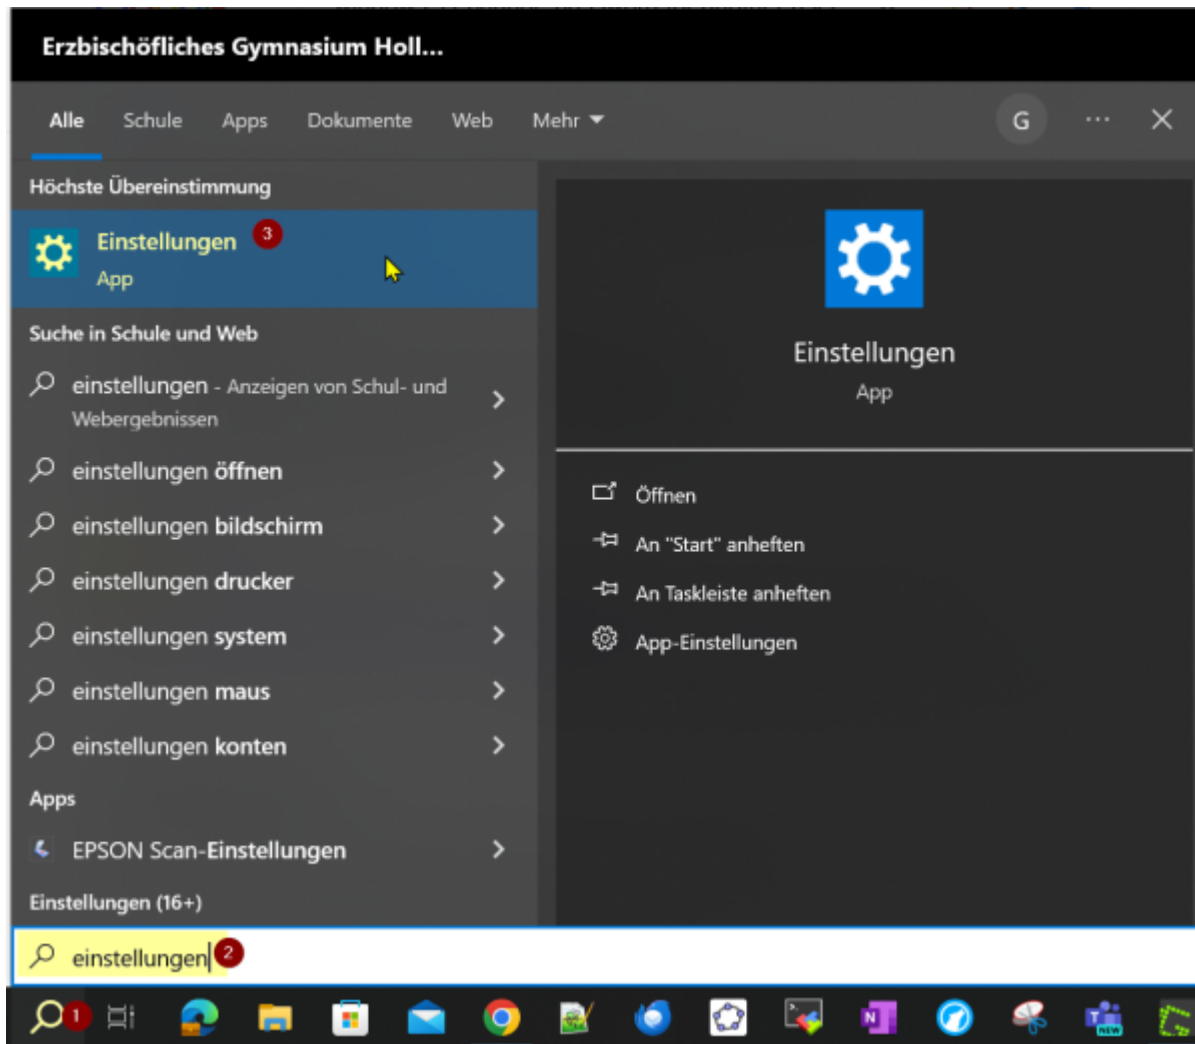 Erzbischöfliches Gymnasium Holl...
Alle Schule Apps Dokumente Web Mehr
G ...
Höchste Übereinstimmung
Einstellungen 3
App
Suche in Schule und Web
einstellungen - Anzeigen von Schul- und
Webergebnissen
einstellungen öffnen
einstellungen bildschirm
einstellungen drucker
einstellungen system
einstellungen maus
einstellungen konten
Apps
EPSON Scan-Einstellungen
Einstellungen (16+)
Einstellungen
App
Öffnen
An "Start" anheften
An Taskleiste anheften
App-Einstellungen
einstellungen 2
1
N
T
NEW